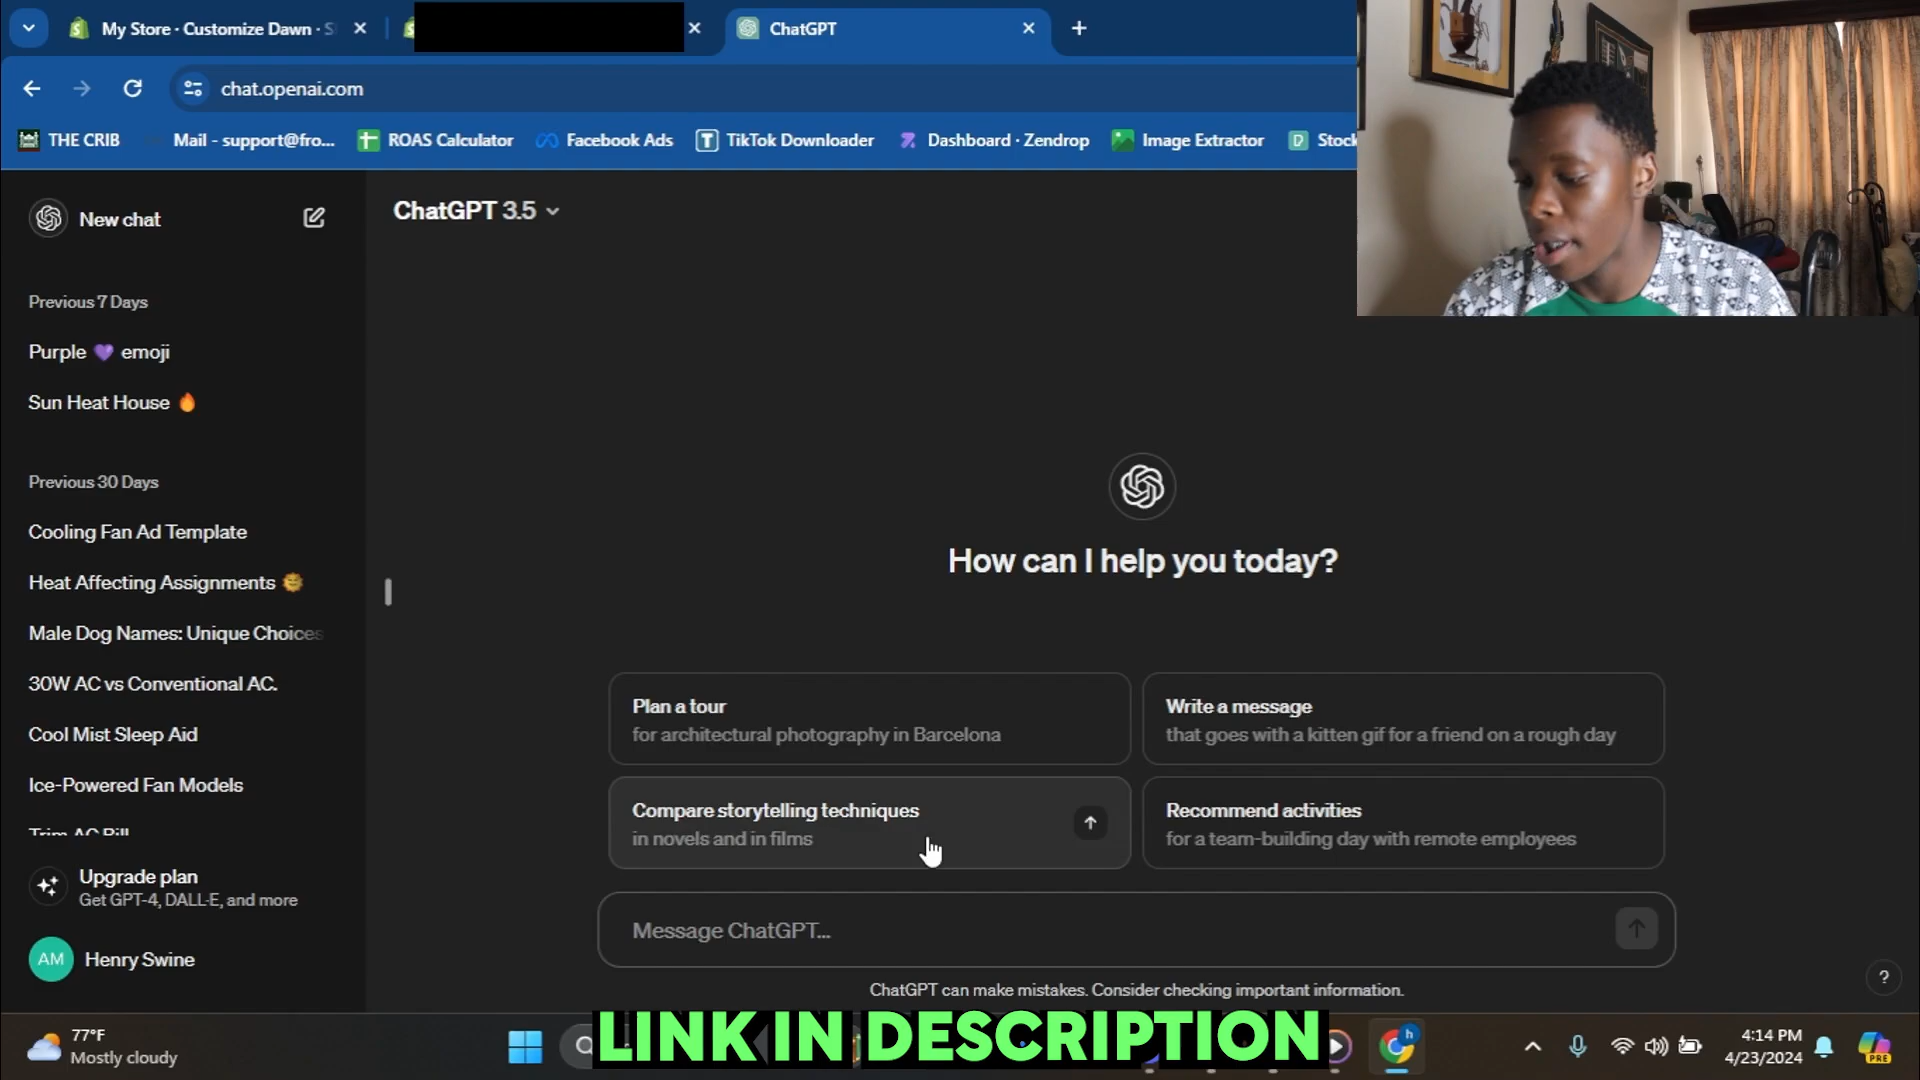 My Store · Customize Dawn · S
ChatGPT
chat.openai.com
THE CRIB
Mail - support@fro...
ROAS Calculator
Facebook Ads
TikTok Downloader
Dashboard · Zendrop
Image Extractor
Stock
New chat
ChatGPT 3.5
Previous 7 Days
Purple 💜 emoji
Sun Heat House 🔥
Previous 30 Days
Cooling Fan Ad Template
Heat Affecting Assignments 🌞
Male Dog Names: Unique Choices
30W AC vs Conventional AC.
Cool Mist Sleep Aid
Ice-Powered Fan Models
Trim AC Bill
Upgrade plan
Get GPT-4, DALL·E, and more
AM
Henry Swine
How can I help you today?
Plan a tour
for architectural photography in Barcelona
Write a message
that goes with a kitten gif for a friend on a rough day
Compare storytelling techniques
in novels and in films
Recommend activities
for a team-building day with remote employees
Message ChatGPT...
?
ChatGPT can make mistakes. Consider checking important information.
LINK IN DESCRIPTION
77°F
Mostly cloudy
h
4:14 PM
4/23/2024
PRE